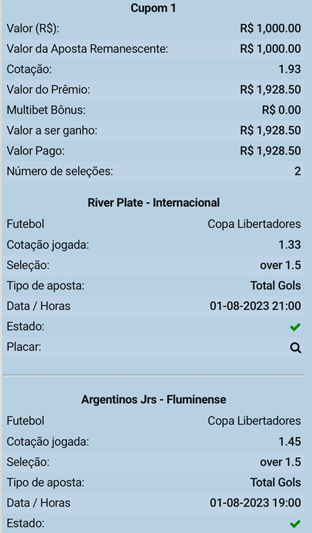 Cupom 1
Valor (R$): R$ 1,000.00
Valor da Aposta Remanescente: R$ 1,000.00
Cotação: 1.93
Valor do Prêmio: R$ 1,928.50
Multibet Bônus: R$ 0.00
Valor a ser ganho: R$ 1,928.50
Valor Pago: R$ 1,928.50
Número de seleções: 2
River Plate - Internacional
Futebol Copa Libertadores
Cotação jogada: 1.33
Seleção: over 1.5
Tipo de aposta: Total Gols
Data / Horas 01-08-2023 21:00
Estado:
Placar:
Argentinos Jrs - Fluminense
Futebol Copa Libertadores
Cotação jogada: 1.45
Seleção: over 1.5
Tipo de aposta: Total Gols
Data / Horas 01-08-2023 19:00
Estado: